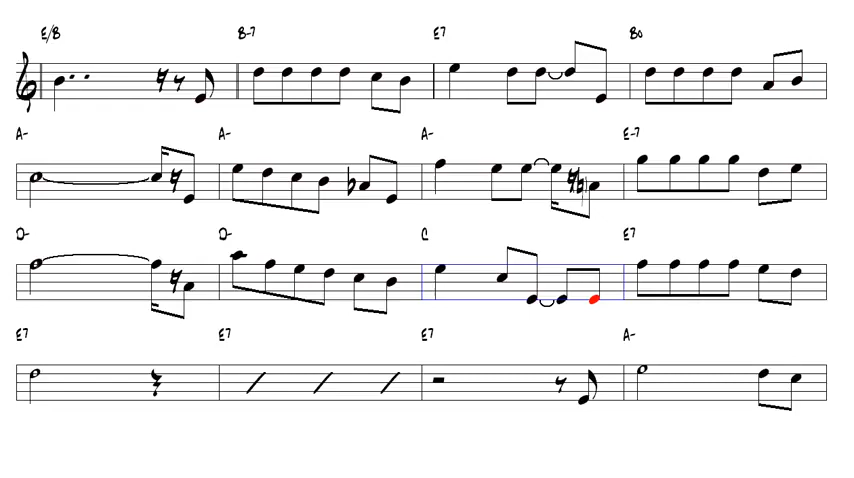 E/B B-7 E7 Bo
A- A- A- E-7
D- D- C E7
E7 E7 E7 A-